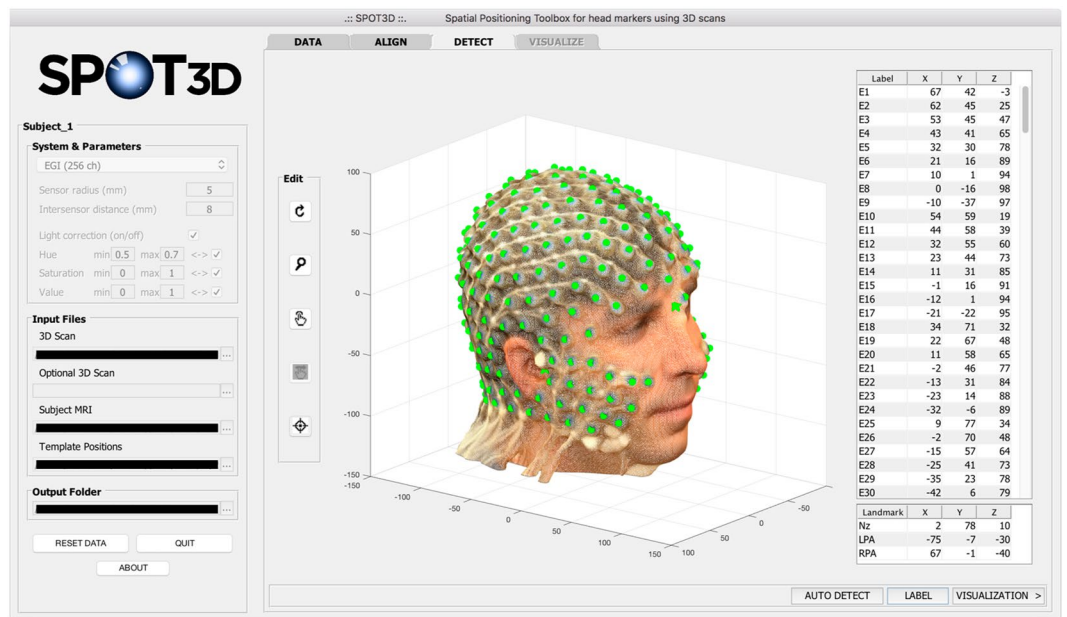 .:: SPOT3D ::. Spatial Positioning Toolbox for head markers using 3D scans
SPOT3D
DATA ALIGN DETECT VISUALIZE
Subject_1
System & Parameters
EGI (256 ch)
Sensor radius (mm) 5
Intersensor distance (mm) 8
Light correction (on/off)
Hue min 0.5 max 0.7 <->
Saturation min 0 max 1 <->
Value min 0 max 1 <->
Input Files
3D Scan
...
Optional 3D Scan
...
Subject MRI
...
Template Positions
...
Output Folder
...
RESET DATA QUIT
ABOUT
Edit
100
50
0
-50
-100
-150
-150
-100
-50
0
50
100
150
100
50
0
-50
Label X Y Z
E1 67 42 -3
E2 62 45 25
E3 53 45 47
E4 43 41 65
E5 32 30 78
E6 21 16 89
E7 10 1 94
E8 0 -16 98
E9 -10 -37 97
E10 54 59 19
E11 44 58 39
E12 32 55 60
E13 23 44 73
E14 11 31 85
E15 -1 16 91
E16 -12 1 94
E17 -21 -22 95
E18 34 71 32
E19 22 67 48
E20 11 58 65
E21 -2 46 77
E22 -13 31 84
E23 -23 14 88
E24 -32 -6 89
E25 9 77 34
E26 -2 70 48
E27 -15 57 64
E28 -25 41 73
E29 -35 23 78
E30 -42 6 79
Landmark X Y Z
Nz 2 78 10
LPA -75 -7 -30
RPA 67 -1 -40
AUTO DETECT LABEL VISUALIZATION >